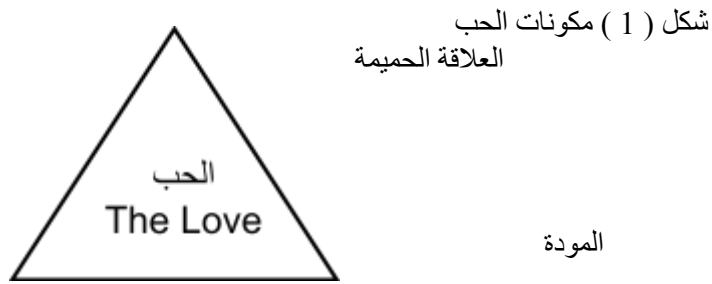 شكل ( 1 ) مكونات الحب
العلاقة الحميمة
الحب
The Love
المودة